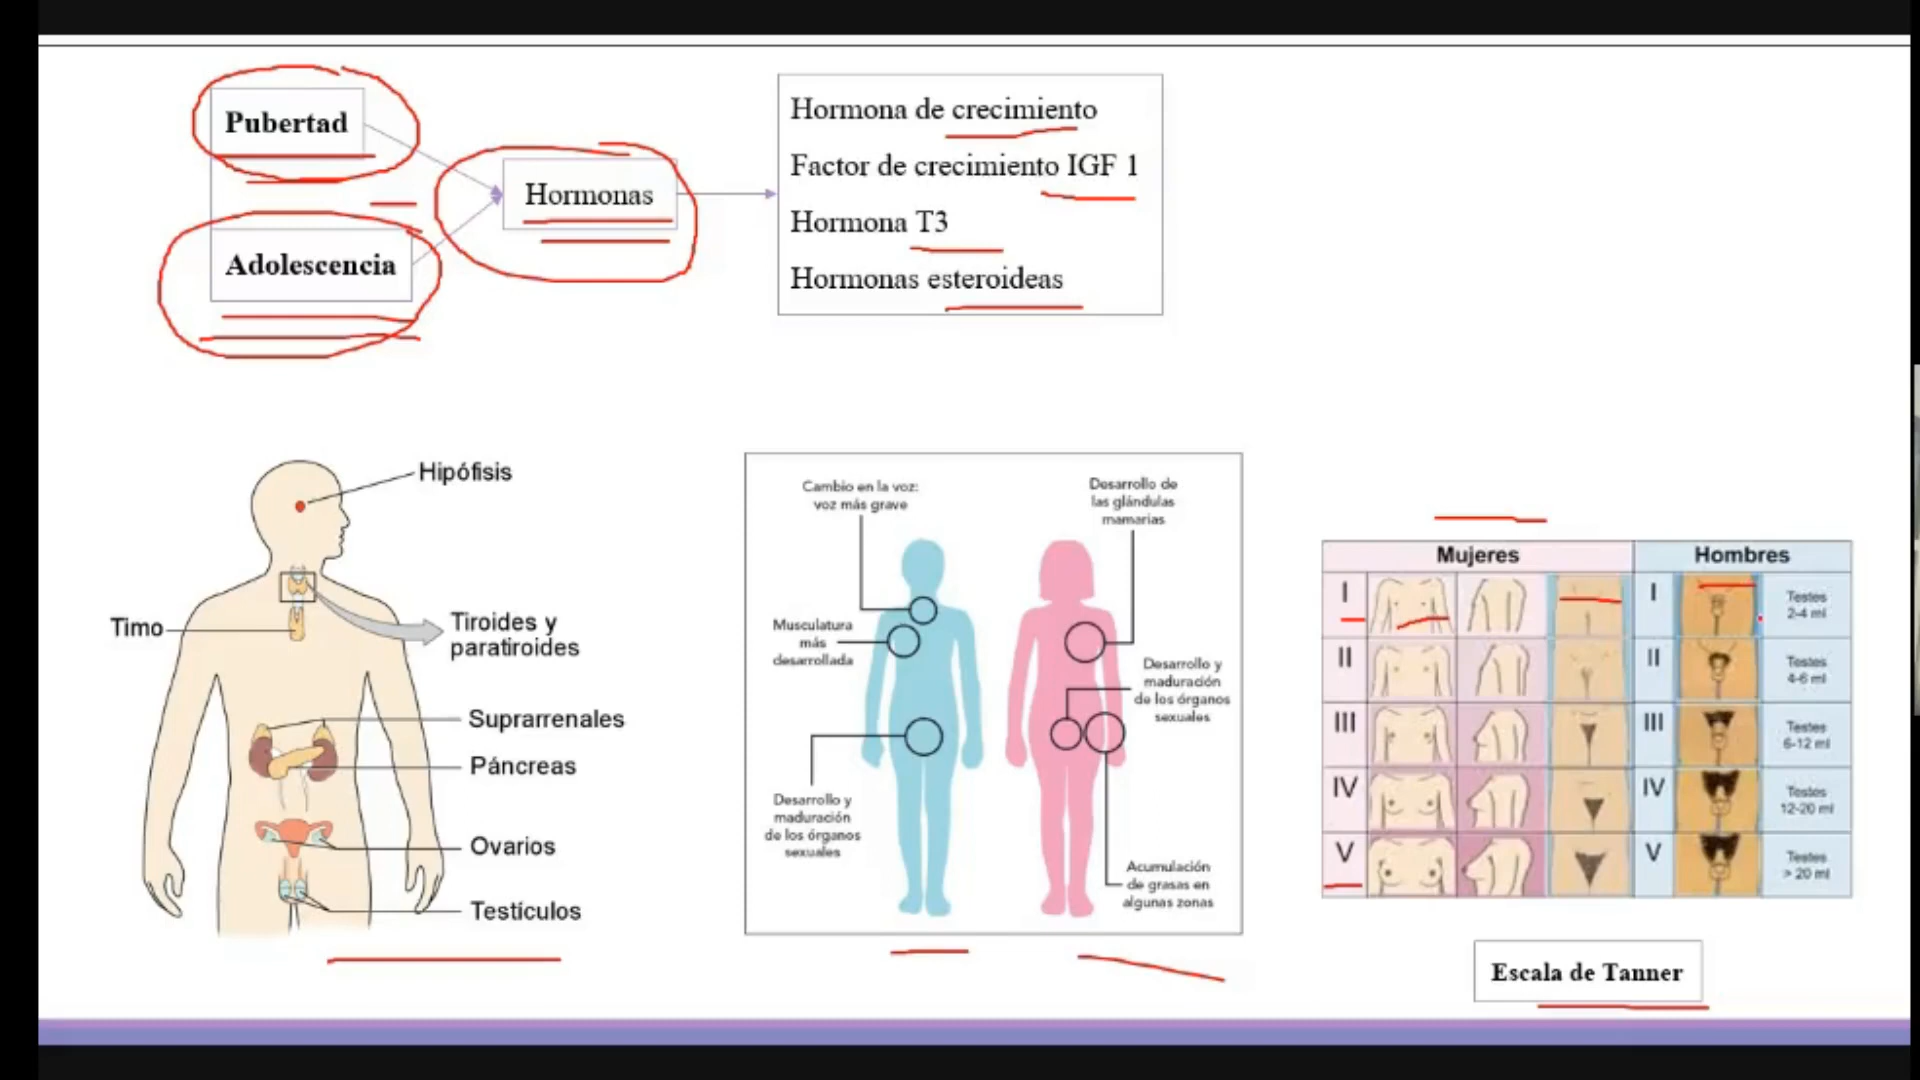 Pubertad
Adolescencia
Hormonas
Hormona de crecimiento
Factor de crecimiento IGF 1
Hormona T3
Hormonas esteroideas
Hipófisis
Timo
Tiroides y
paratiroides
Suprarrenales
Páncreas
Ovarios
Testículos
Cambio en la voz:
voz más grave
Musculatura
más
desarrollada
Desarrollo y
maduración
de los órganos
sexuales
Desarrollo de
las glándulas
mamarias
Desarrollo y
maduración
de los órganos
sexuales
Acumulación
de grasas en
algunas zonas
Mujeres
Hombres
I
I
Testes
2-4 ml
II
II
Testes
4-6 ml
III
III
Testes
6-12 ml
IV
IV
Testes
12-20 ml
V
V
Testes
> 20 ml
Escala de Tanner